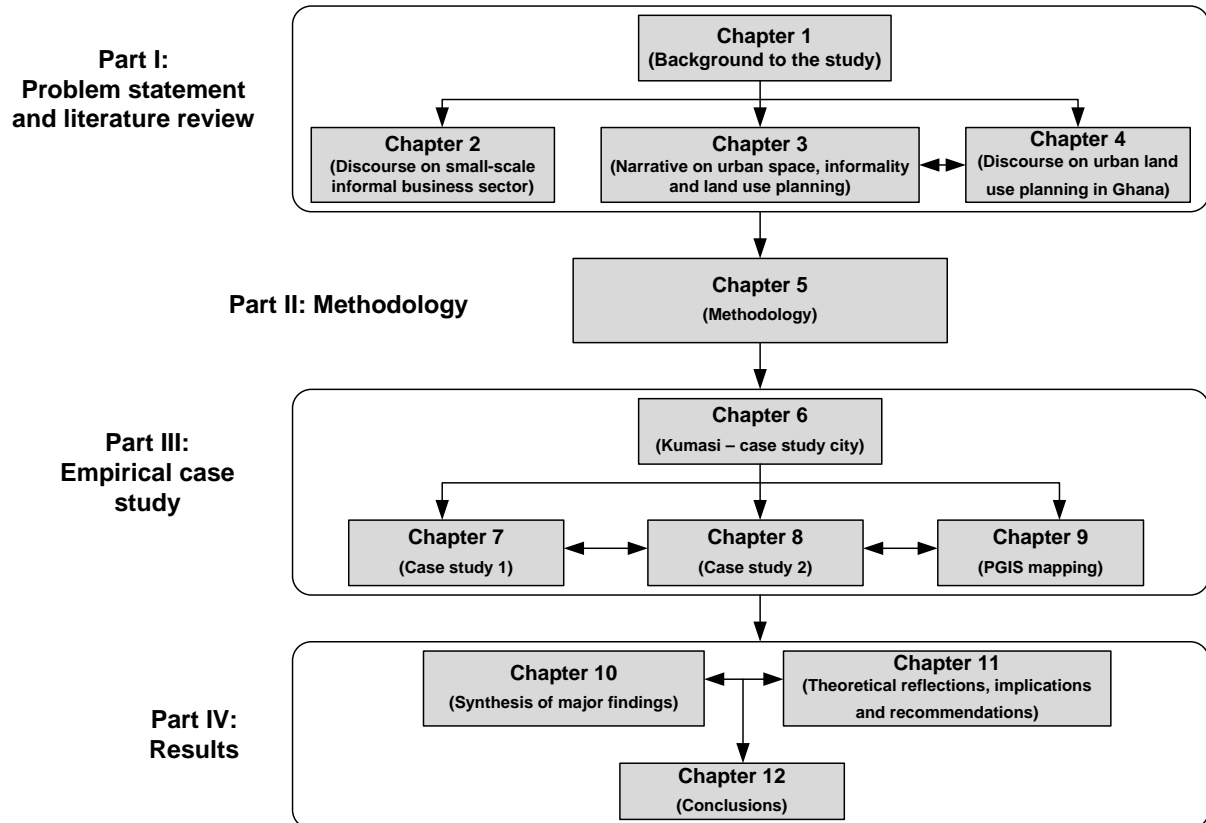 Part I:
Problem statement
and literature review
Chapter 1
(Background to the study)
Chapter 2
(Discourse on small-scale
informal business sector)
Chapter 3
(Narrative on urban space, informality
and land use planning)
Chapter 4
(Discourse on urban land
use planning in Ghana)
Part II: Methodology
Chapter 5
(Methodology)
Part III:
Empirical case
study
Chapter 6
(Kumasi – case study city)
Chapter 7
(Case study 1)
Chapter 8
(Case study 2)
Chapter 9
(PGIS mapping)
Part IV:
Results
Chapter 10
(Synthesis of major findings)
Chapter 11
(Theoretical reflections, implications
and recommendations)
Chapter 12
(Conclusions)